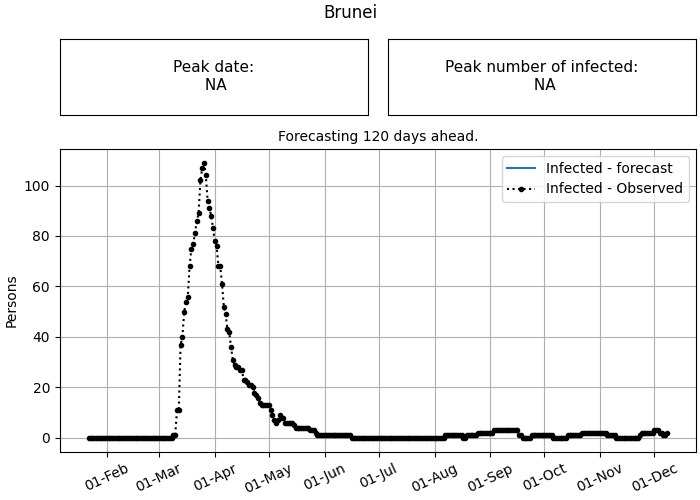 Brunei
Peak date:
NA
Peak number of infected:
NA
Forecasting 120 days ahead.
Infected - forecast
Infected - Observed
Persons
100
80
60
40
20
0
01-Feb
01-Mar
01-Apr
01-May
01-Jun
01-Jul
01-Aug
01-Sep
01-Oct
01-Nov
01-Dec